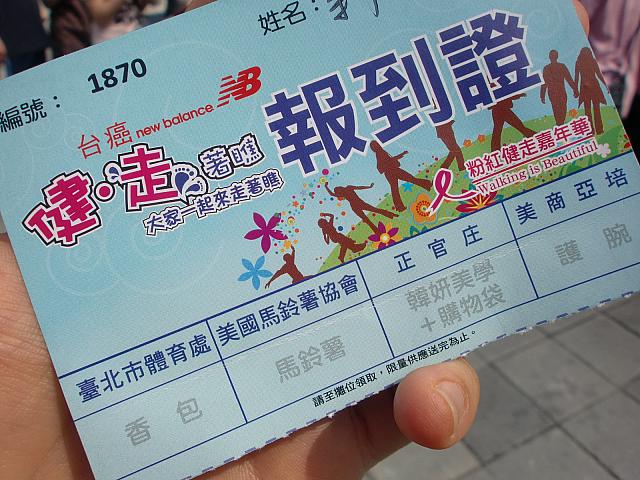 編號： 1870
姓名：
台癌 new balance NB
報到證
健・走 著瞧
大家一起來走著瞧
粉紅健走嘉年華
Walking is Beautiful
臺北市體育處 美國馬鈴薯協會 正官庄 美商亞培
香包 馬鈴薯 韓妍美學 護腕
＋購物袋
請至攤位領取，限量供應送完為止。